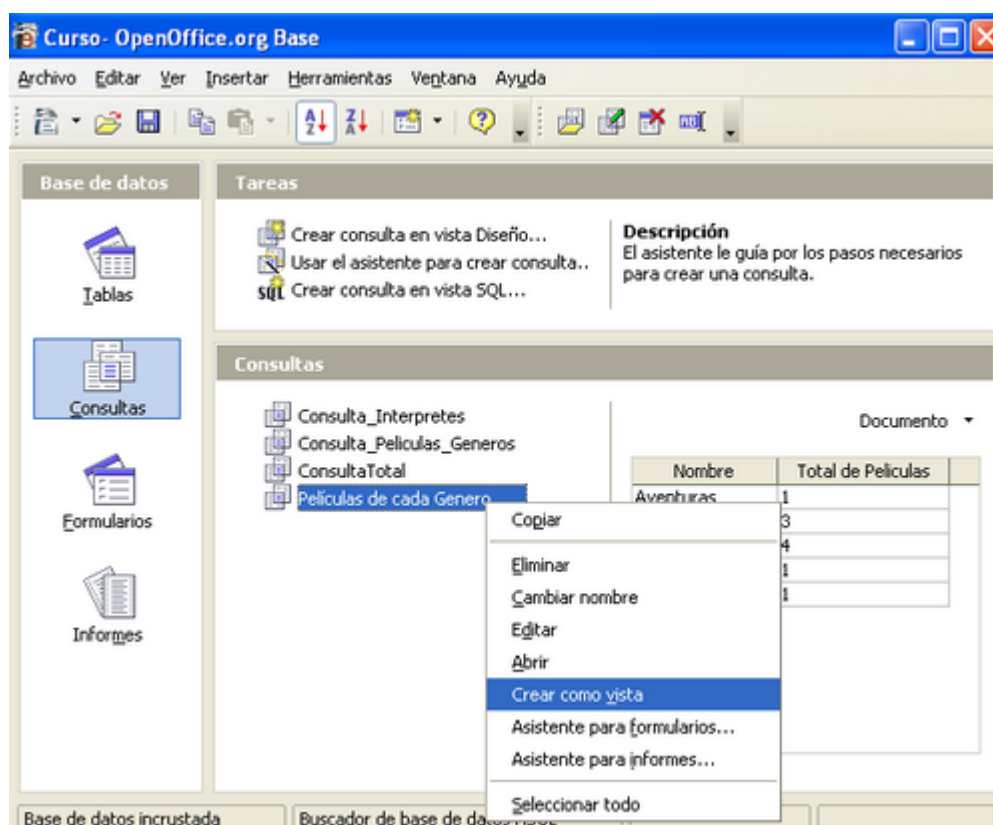 Curso- OpenOffice.org Base
Archivo Editar Ver Insertar Herramientas Ventana Ayuda
Base de datos
Tablas
Consultas
Formularios
Informes
Tareas
Crear consulta en vista Diseño...
Usar el asistente para crear consulta..
SQL Crear consulta en vista SQL...
Descripción
El asistente le guía por los pasos necesarios
para crear una consulta.
Consultas
Consulta_Interpretes
Consulta_Peliculas_Generos
ConsultaTotal
Películas de cada Genero
Documento
Nombre Total de Peliculas
Aventuras 1
3
4
1
1
Copiar
Eliminar
Cambiar nombre
Editar
Abrir
Crear como vista
Asistente para formularios...
Asistente para informes...
Seleccionar todo
Base de datos incrustada Buscador de base de datos HSQL